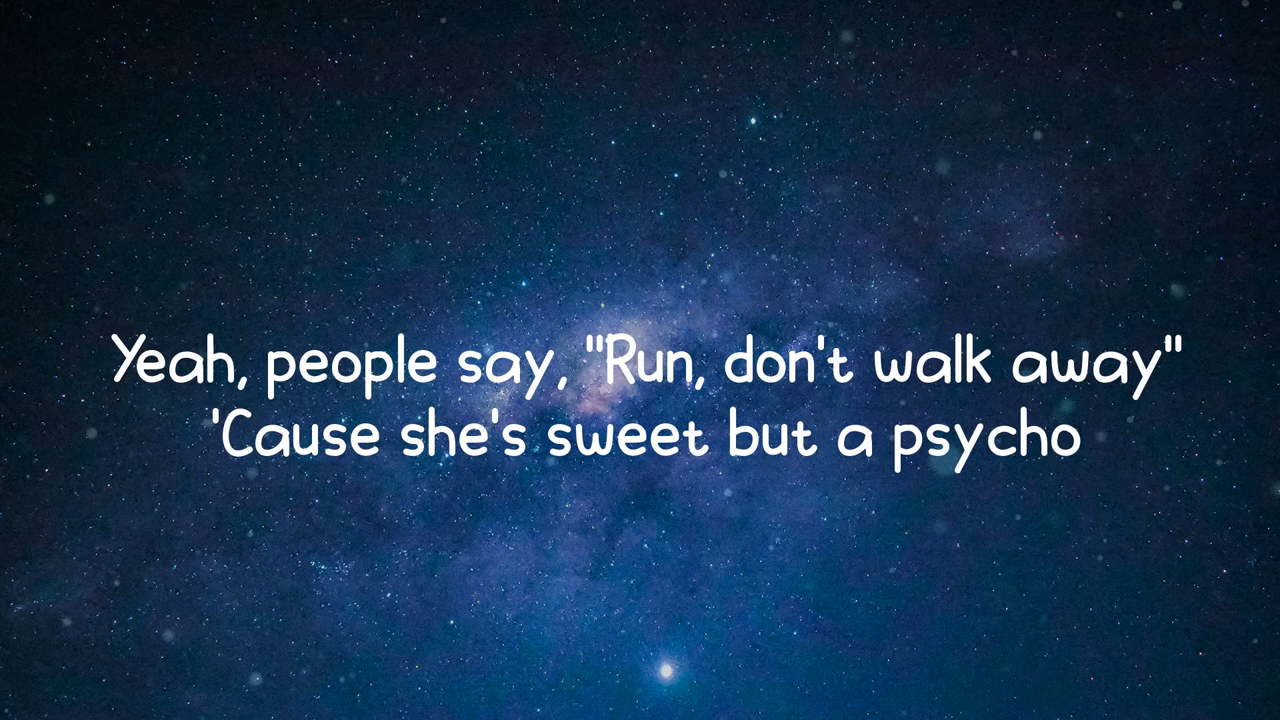 Yeah, people say, "Run, don't walk away"
'Cause she's sweet but a psycho